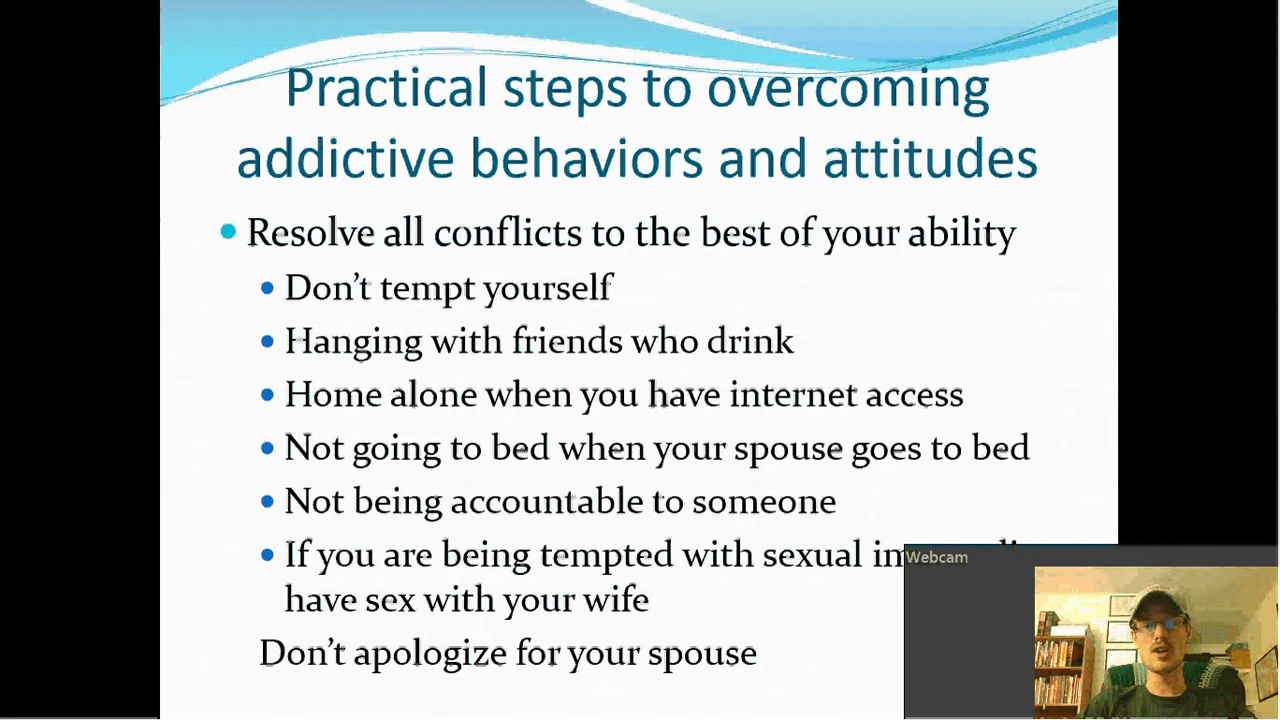 Practical steps to overcoming
addictive behaviors and attitudes
Resolve all conflicts to the best of your ability
Don't tempt yourself
Hanging with friends who drink
Home alone when you have internet access
Not going to bed when your spouse goes to bed
Not being accountable to someone
If you are being tempted with sexual
have sex with your wife
Don't apologize for your spouse
Webcam